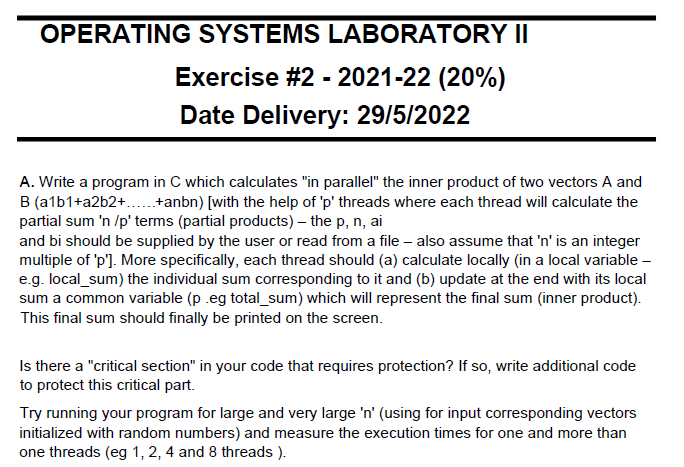 OPERATING SYSTEMS LABORATORY II
Exercise #2 - 2021-22 (20%)
Date Delivery: 29/5/2022
A. Write a program in C which calculates "in parallel" the inner product of two vectors A and
B (a1b1+a2b2+……+anbn) [with the help of 'p' threads where each thread will calculate the
partial sum 'n /p' terms (partial products) – the p, n, ai
and bi should be supplied by the user or read from a file – also assume that 'n' is an integer
multiple of 'p']. More specifically, each thread should (a) calculate locally (in a local variable –
e.g. local_sum) the individual sum corresponding to it and (b) update at the end with its local
sum a common variable (p .eg total_sum) which will represent the final sum (inner product).
This final sum should finally be printed on the screen.
Is there a "critical section" in your code that requires protection? If so, write additional code
to protect this critical part.
Try running your program for large and very large 'n' (using for input corresponding vectors
initialized with random numbers) and measure the execution times for one and more than
one threads (eg 1, 2, 4 and 8 threads ).